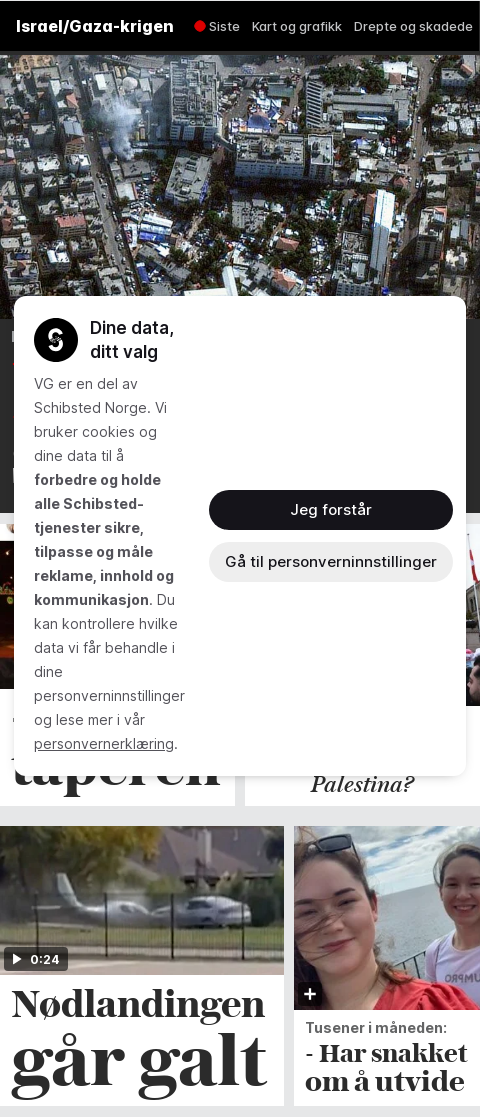 Israel/Gaza-krigen
Siste Kart og grafikk Drepte og skadede
Dine data,
ditt valg
VG er en del av
Schibsted Norge. Vi
bruker cookies og
dine data til å
forbedre og holde
alle Schibsted-
tjenester sikre,
tilpasse og måle
reklame, innhold og
kommunikasjon. Du
kan kontrollere hvilke
data vi får behandle i
dine
personverninnstillinger
og lese mer i vår
personvernerklæring.
Jeg forstår
Gå til personverninnstillinger
taperen
Palestina?
0:24
Nødlandingen
går galt
Tusener i måneden:
- Har snakket
om å utvide